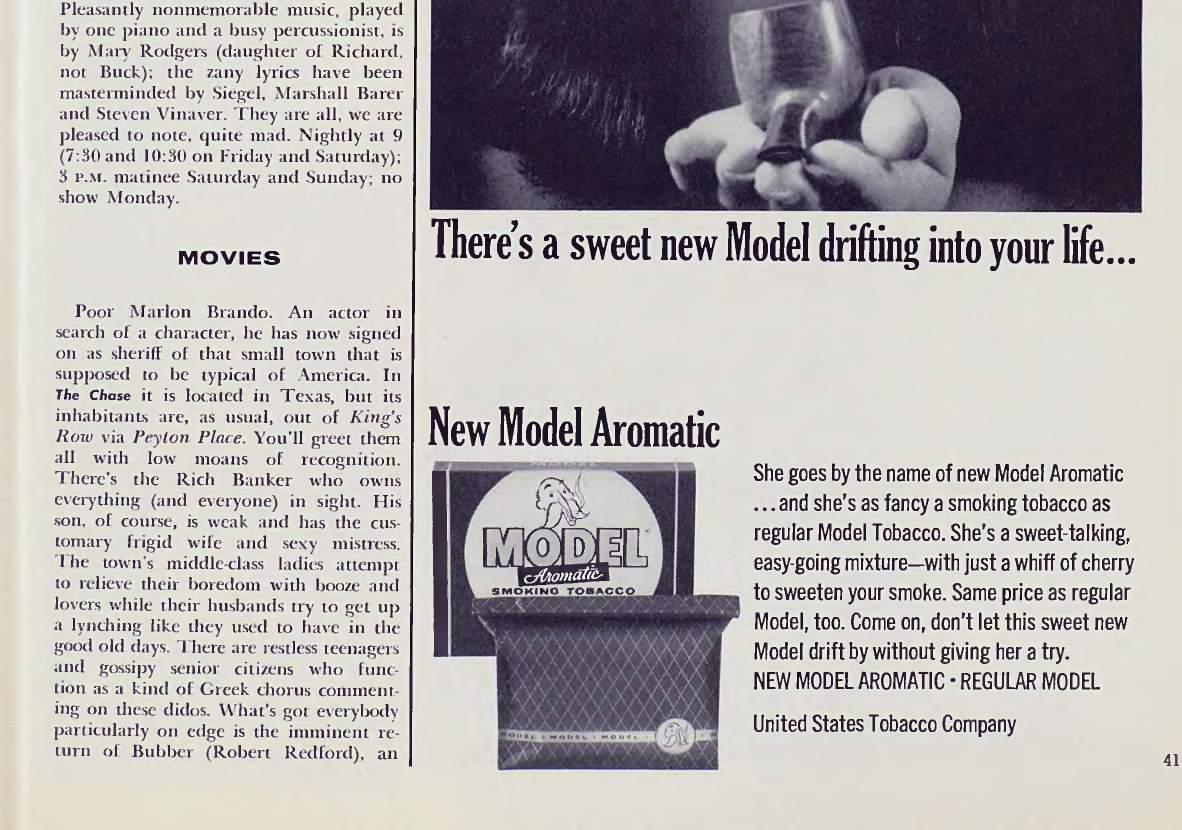 Pleasantly nonmemorable music, played
by one piano and a busy percussionist, is
by Mary Rodgers (daughter of Richard,
not Buck); the zany lyrics have been
masterminded by Siegel, Marshall Barer
and Steven Vinaver. They are all, we are
pleased to note, quite mad. Nightly at 9
(7:30 and 10:30 on Friday and Saturday);
3 P.M. matinee Saturday and Sunday; no
show Monday.
MOVIES
Poor Marlon Brando. An actor in
search of a character, he has now signed
on as sheriff of that small town that is
supposed to be typical of America. In
The Chase it is located in Texas, but its
inhabitants are, as usual, out of King's
Row via Peyton Place. You'll greet them
all with low moans of recognition.
There's the Rich Banker who owns
everything (and everyone) in sight. His
son, of course, is weak and has the cus-
tomary frigid wife and sexy mistress.
The town's middle-class ladies attempt
to relieve their boredom with booze and
lovers while their husbands try to get up
a lynching like they used to have in the
good old days. There are restless teenagers
and gossipy senior citizens who func-
tion as a kind of Greek chorus comment-
ing on these didos. What's got everybody
particularly on edge is the imminent re-
turn of Bubber (Robert Redford), an
There's a sweet new Model drifting into your life...
New Model Aromatic
MODEL
Aromatic
SMOKING TOBACCO
MODEL • MODEL • MODEL •
She goes by the name of new Model Aromatic
...and she's as fancy a smoking tobacco as
regular Model Tobacco. She's a sweet-talking,
easy-going mixture—with just a whiff of cherry
to sweeten your smoke. Same price as regular
Model, too. Come on, don't let this sweet new
Model drift by without giving her a try.
NEW MODEL AROMATIC • REGULAR MODEL
United States Tobacco Company
41